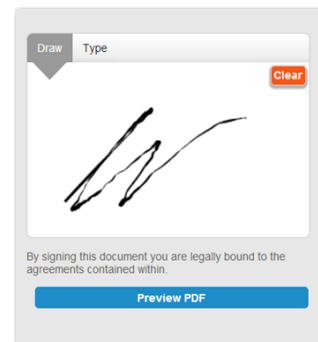 Draw Type
Clear
By signing this document you are legally bound to the
agreements contained within.
Preview PDF